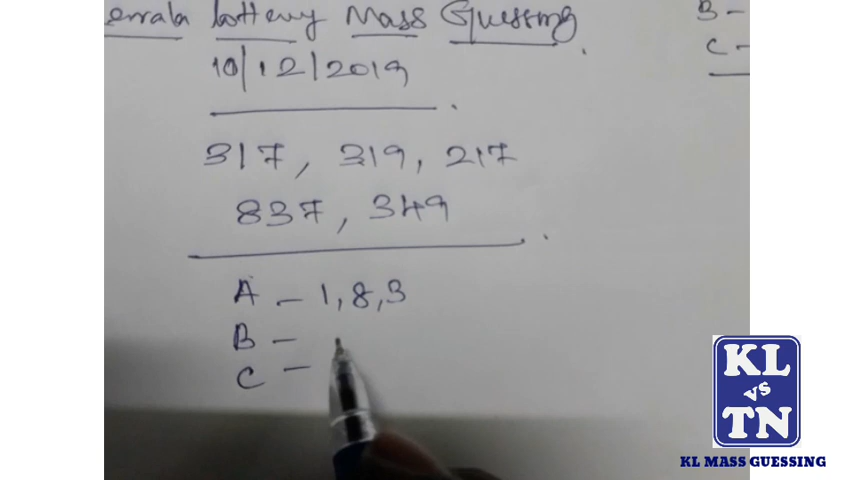 erala lottery Mass Guessing.
10/12/2019
317, 319, 217
837, 349
A - 1,8,3
B -
C -
B -
C -
KL
vs
TN
KL MASS GUESSING